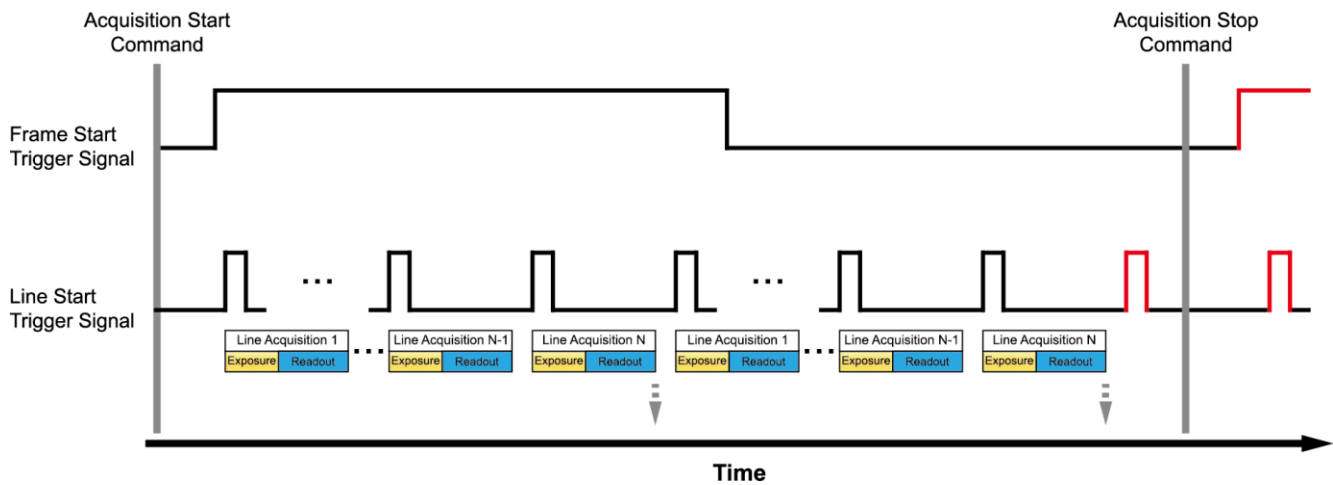 Acquisition Start
Command
Acquisition Stop
Command
Frame Start
Trigger Signal
...
...
Line Start
Trigger Signal
Line Acquisition 1
Exposure Readout
...
Line Acquisition N-1
Exposure Readout
Line Acquisition N
Exposure Readout
Line Acquisition 1
Exposure Readout
...
Line Acquisition N-1
Exposure Readout
Line Acquisition N
Exposure Readout
Time